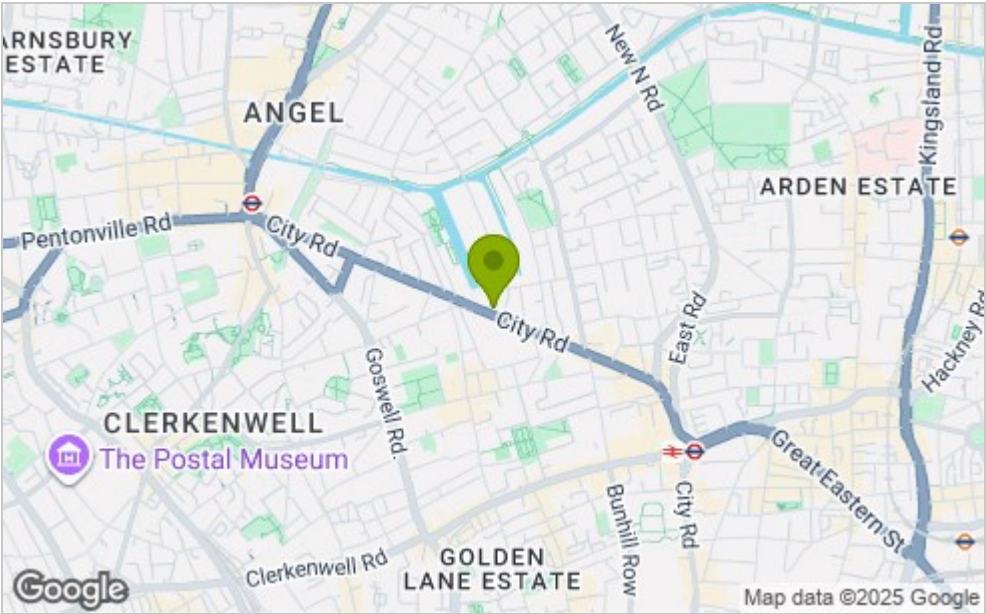 ARNSBURY
ESTATE
New N Rd
Kingsland Rd
ANGEL
ARDEN ESTATE
Pentonville Rd
City Rd
City Rd
East Rd
Hackney Rd
Goswell Rd.
CLERKENWELL
The Postal Museum
Great Eastern St
City Rd
Bunhill Row
Clerkenwell Rd
GOLDEN
LANE ESTATE
Google
Map data ©2025 Google